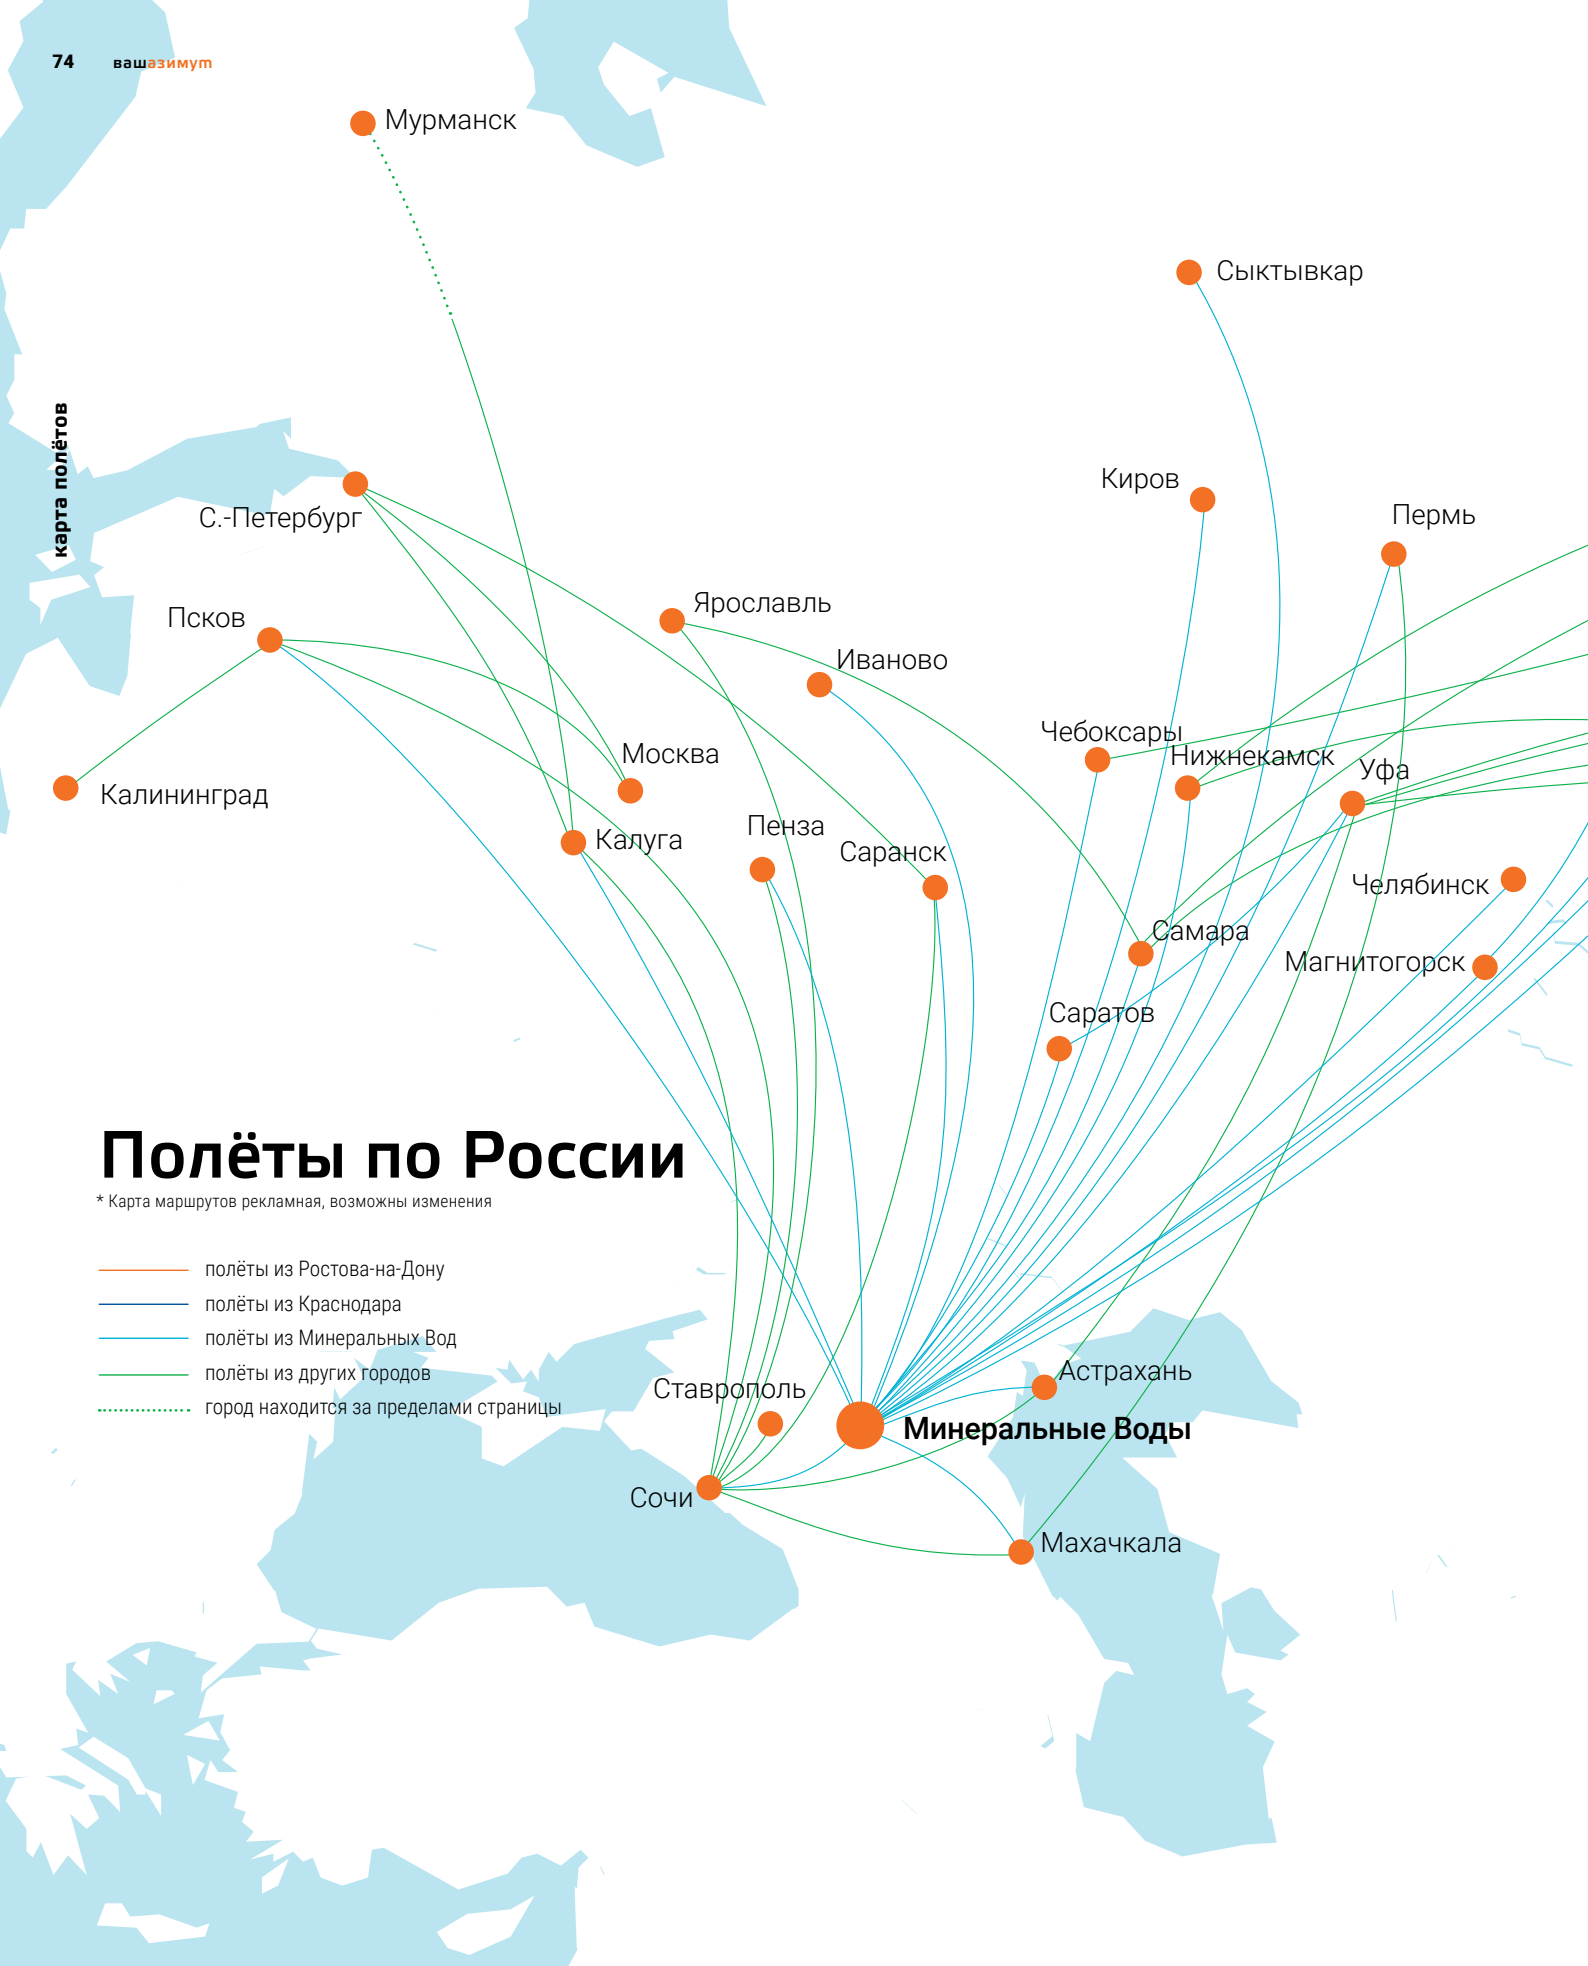 74 вашазимут
карта полётов
Мурманск
Сыктывкар
Киров
Пермь
С.-Петербург
Ярославль
Псков
Иваново
Чебоксары
Москва
Нижнекамск
Уфа
Калининград
Пенза
Калуга
Саранск
Челябинск
Самара
Магнитогорск
Саратов
Полёты по России
* Карта маршрутов рекламная, возможны изменения
полёты из Ростова-на-Дону
полёты из Краснодара
полёты из Минеральных Вод
полёты из других городов
город находится за пределами страницы
Астрахань
Ставрополь
Минеральные Воды
Сочи
Махачкала